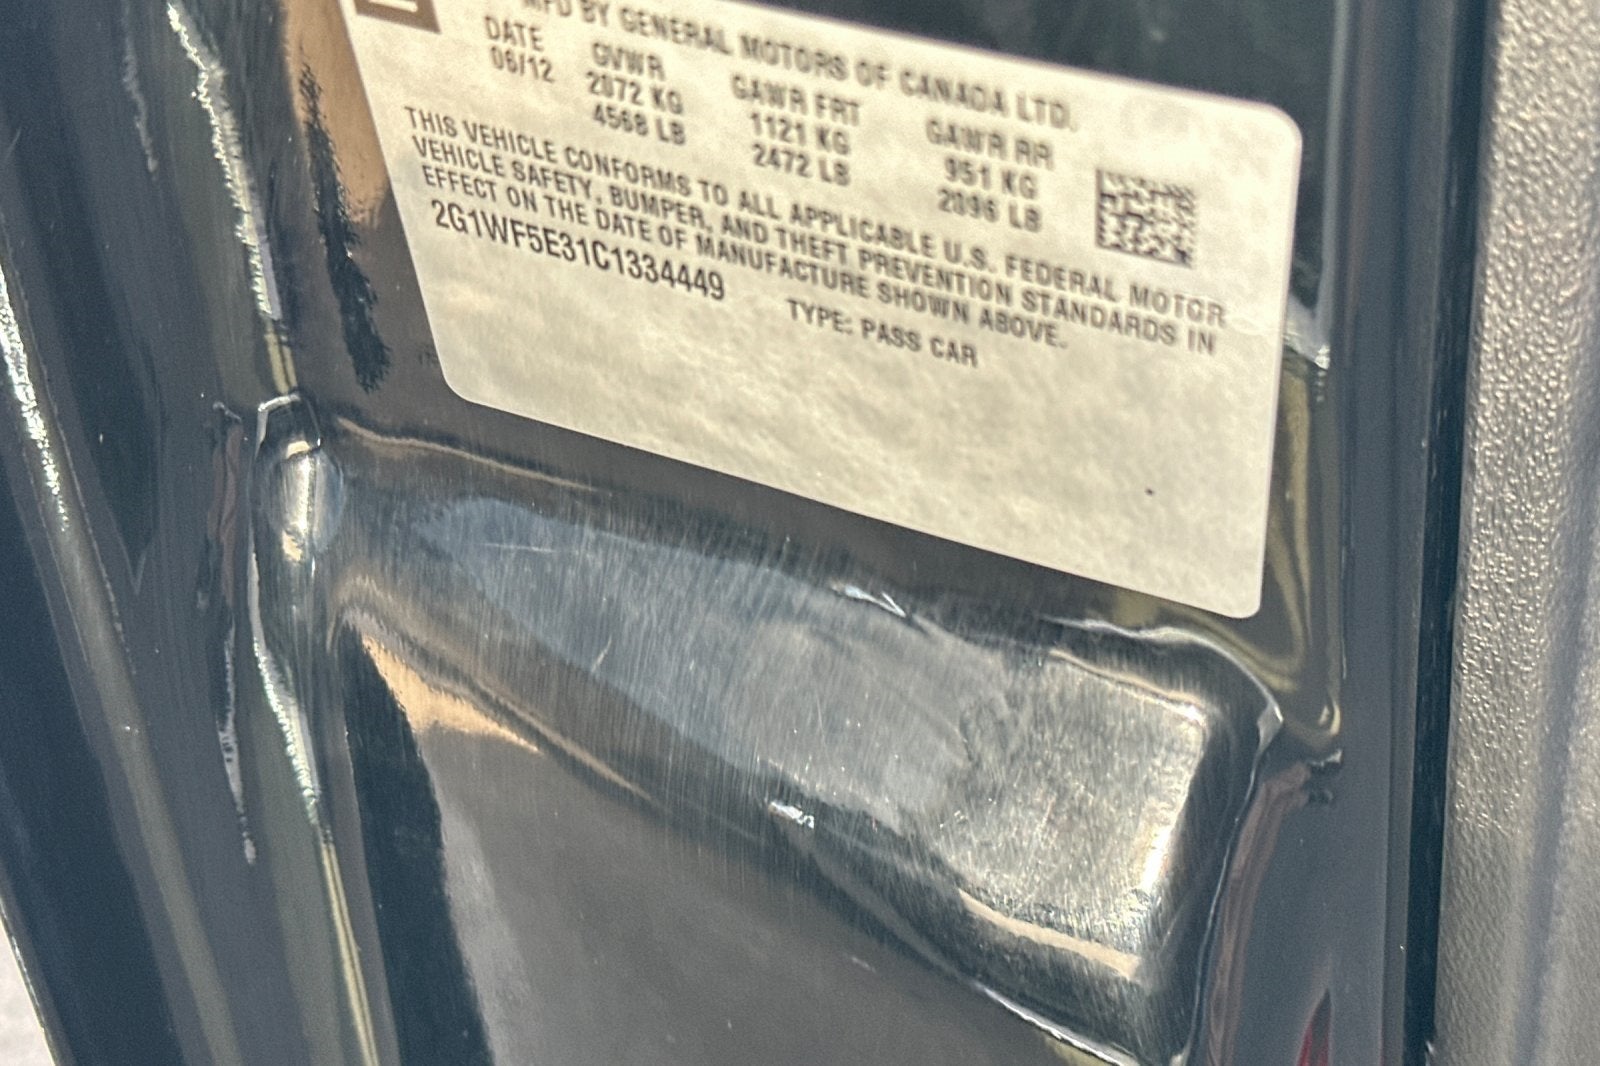 MFD BY GENERAL MOTORS OF CANADA LTD.
DATE GVWR GAWR FRT GAWR RR
06/12 2072 KG 1121 KG 951 KG
4568 LB 2472 LB 2096 LB
THIS VEHICLE CONFORMS TO ALL APPLICABLE U.S. FEDERAL MOTOR
VEHICLE SAFETY, BUMPER, AND THEFT PREVENTION STANDARDS IN
EFFECT ON THE DATE OF MANUFACTURE SHOWN ABOVE.
2G1WF5E31C1334449 TYPE: PASS CAR